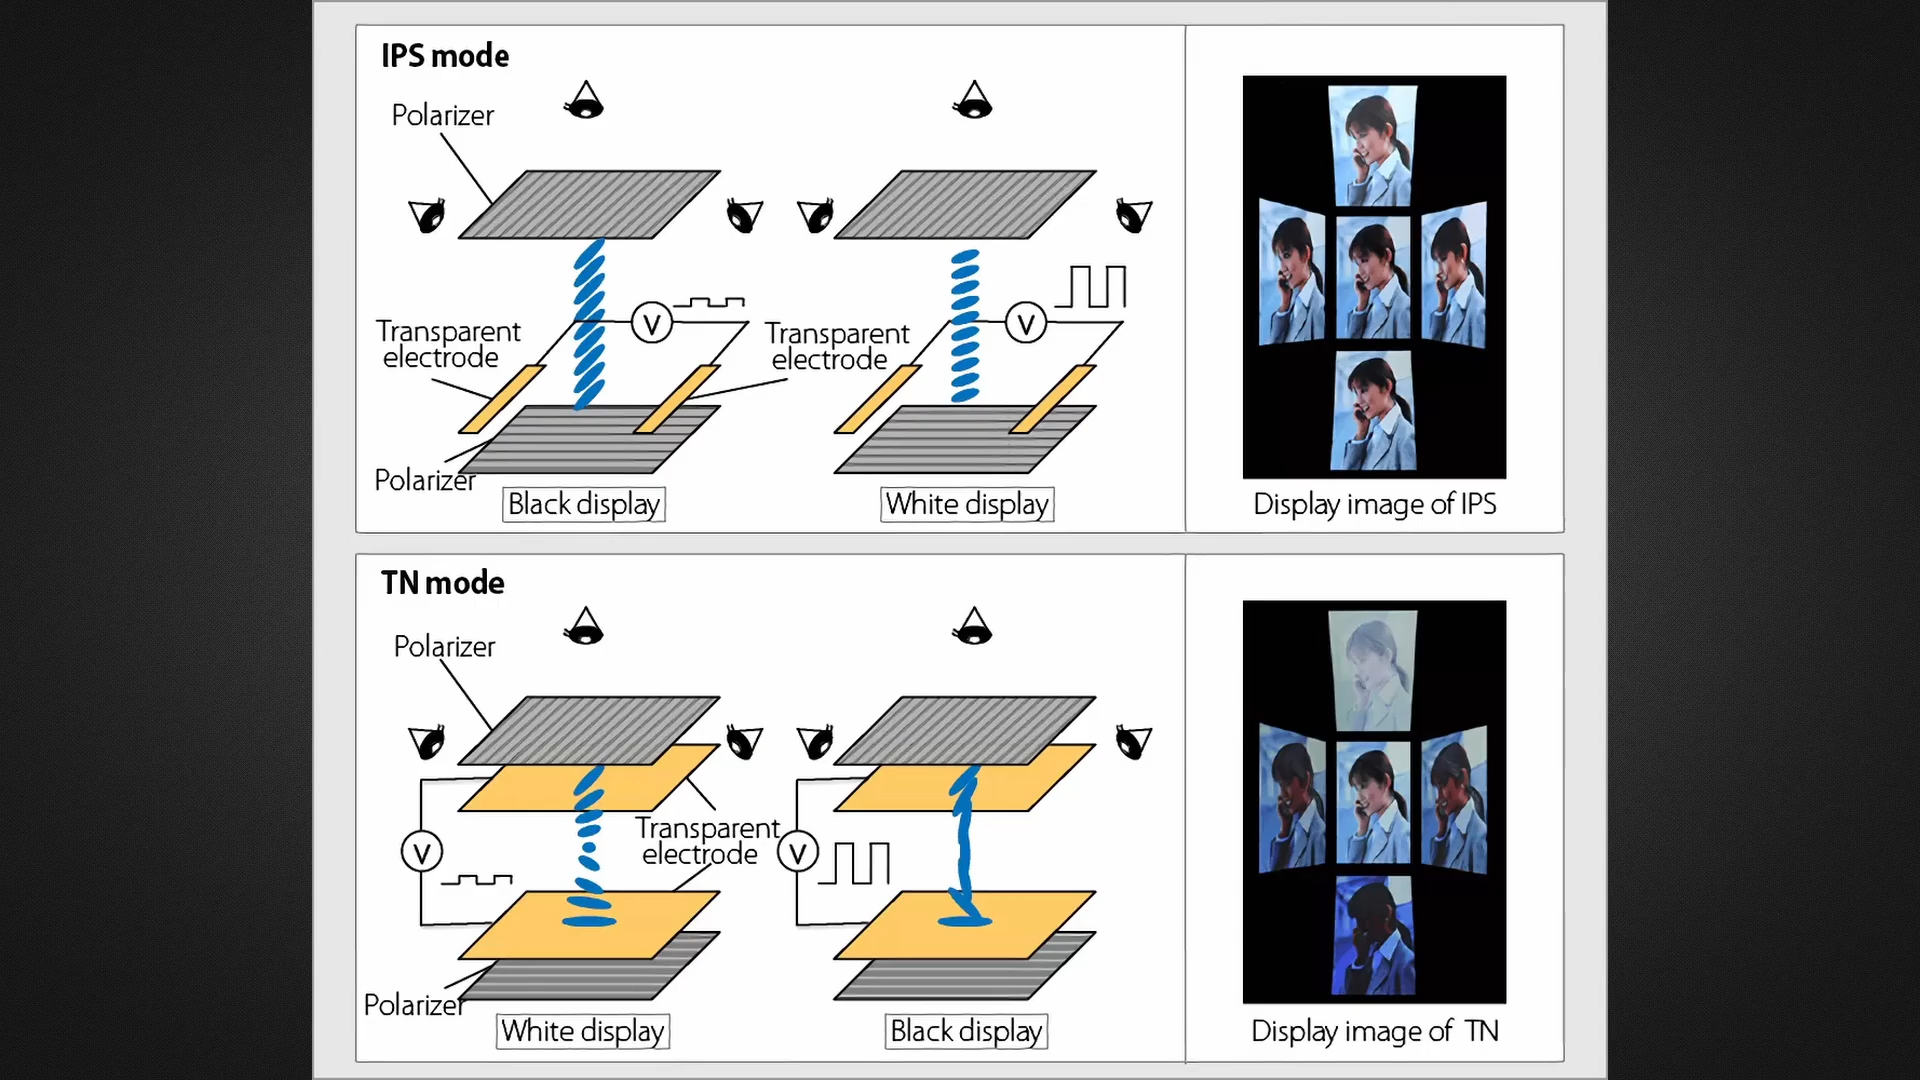 IPS mode
Polarizer
Transparent
electrode
V
Transparent
electrode
V
Polarizer
Black display
White display
Display image of IPS
TN mode
Polarizer
Transparent
electrode
V
V
Polarizer
White display
Black display
Display image of TN